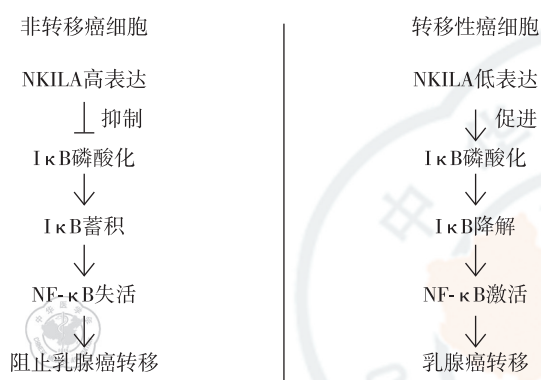 非转移癌细胞
NKILA高表达
抑制
IκB磷酸化
IκB蓄积
NF-κB失活
阻止乳腺癌转移
转移性癌细胞
NKILA低表达
促进
IκB磷酸化
IκB降解
NF-κB激活
乳腺癌转移